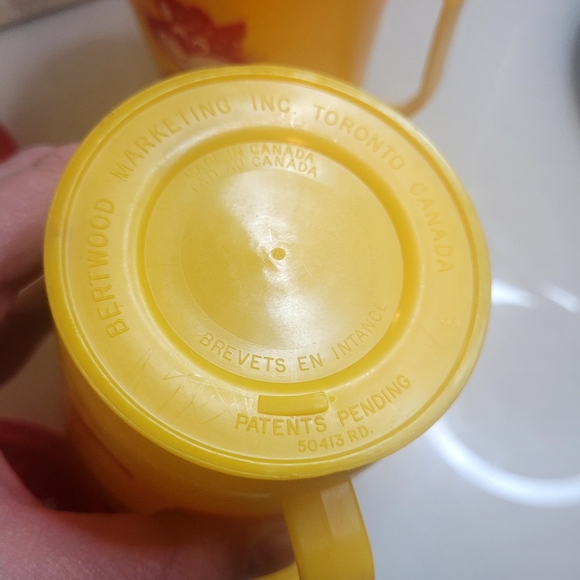 BERTWOOD MARKETING INC. TORONTO CANADA
MADE IN CANADA
FAIT AU CANADA
BREVETS EN INTANCE
PATENTS PENDING
50413 RD.